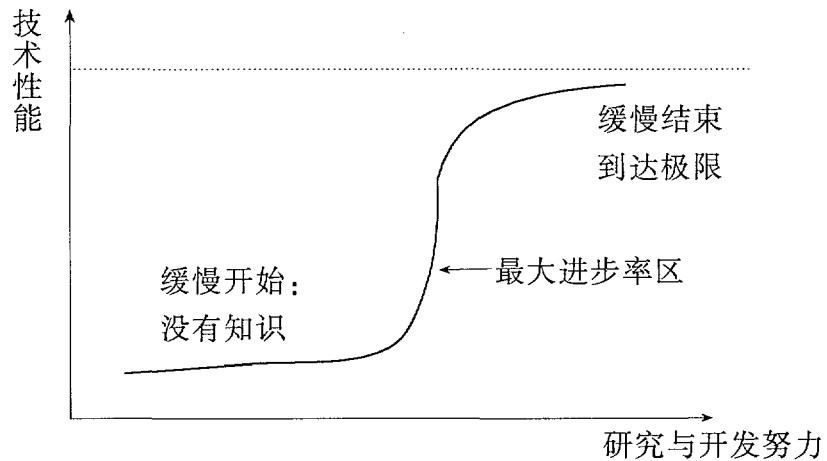 技术性能
缓慢结束
到达极限
最大进步率区
缓慢开始：
没有知识
研究与开发努力